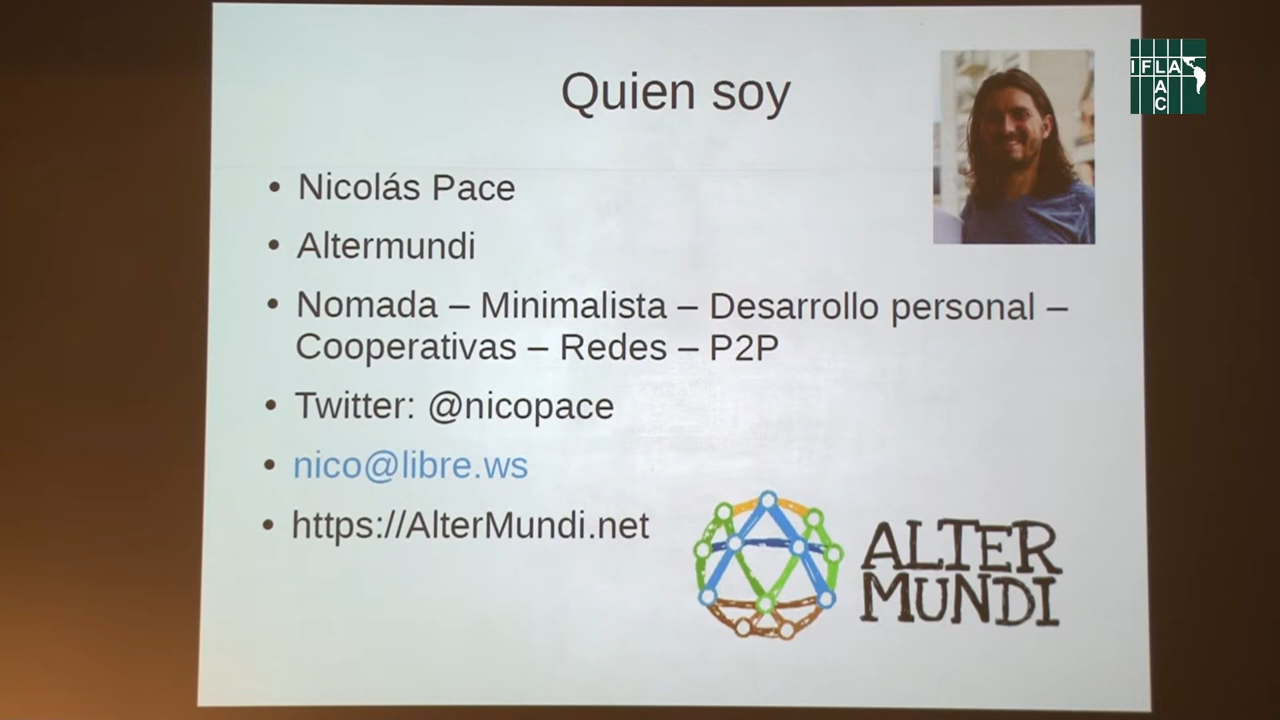 Quien soy
IFLA
LAC
• Nicolás Pace
• Altermundi
• Nomada – Minimalista – Desarrollo personal –
Cooperativas – Redes – P2P
• Twitter: @nicopace
• nico@libre.ws
• https://AlterMundi.net
ALTER
MUNDI